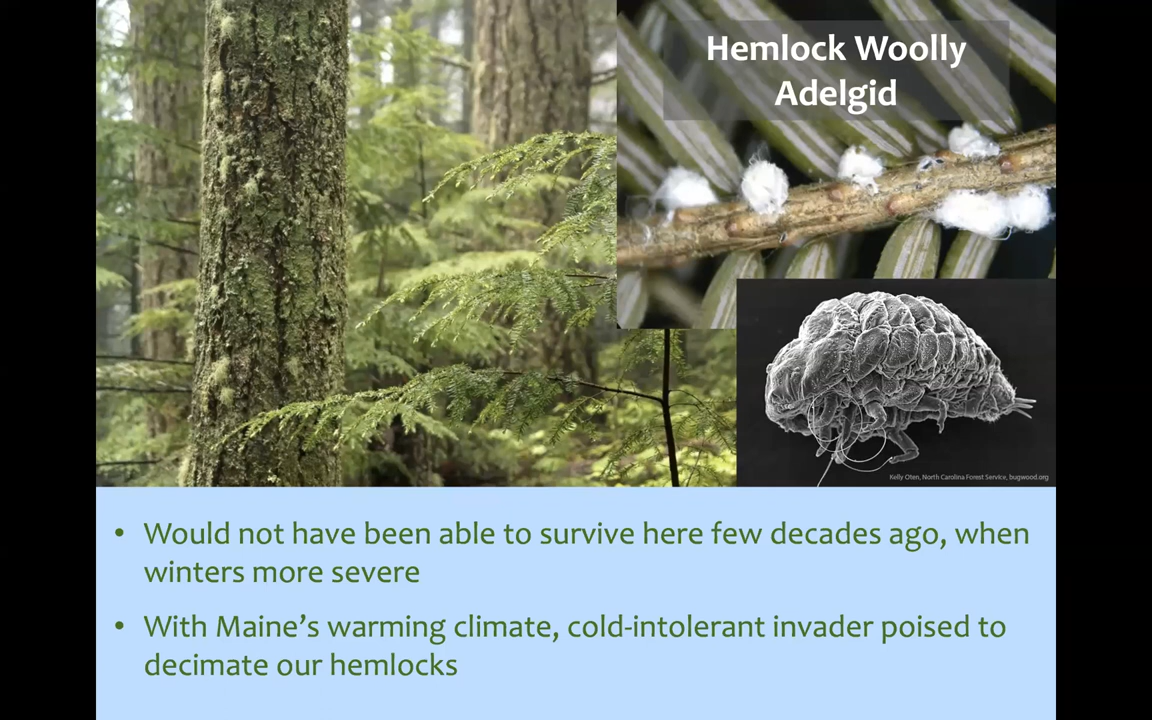 Hemlock Woolly
Adelgid
Kelly Oten, North Carolina Forest Service, bugwood.org
• Would not have been able to survive here few decades ago, when
winters more severe
• With Maine’s warming climate, cold-intolerant invader poised to
decimate our hemlocks